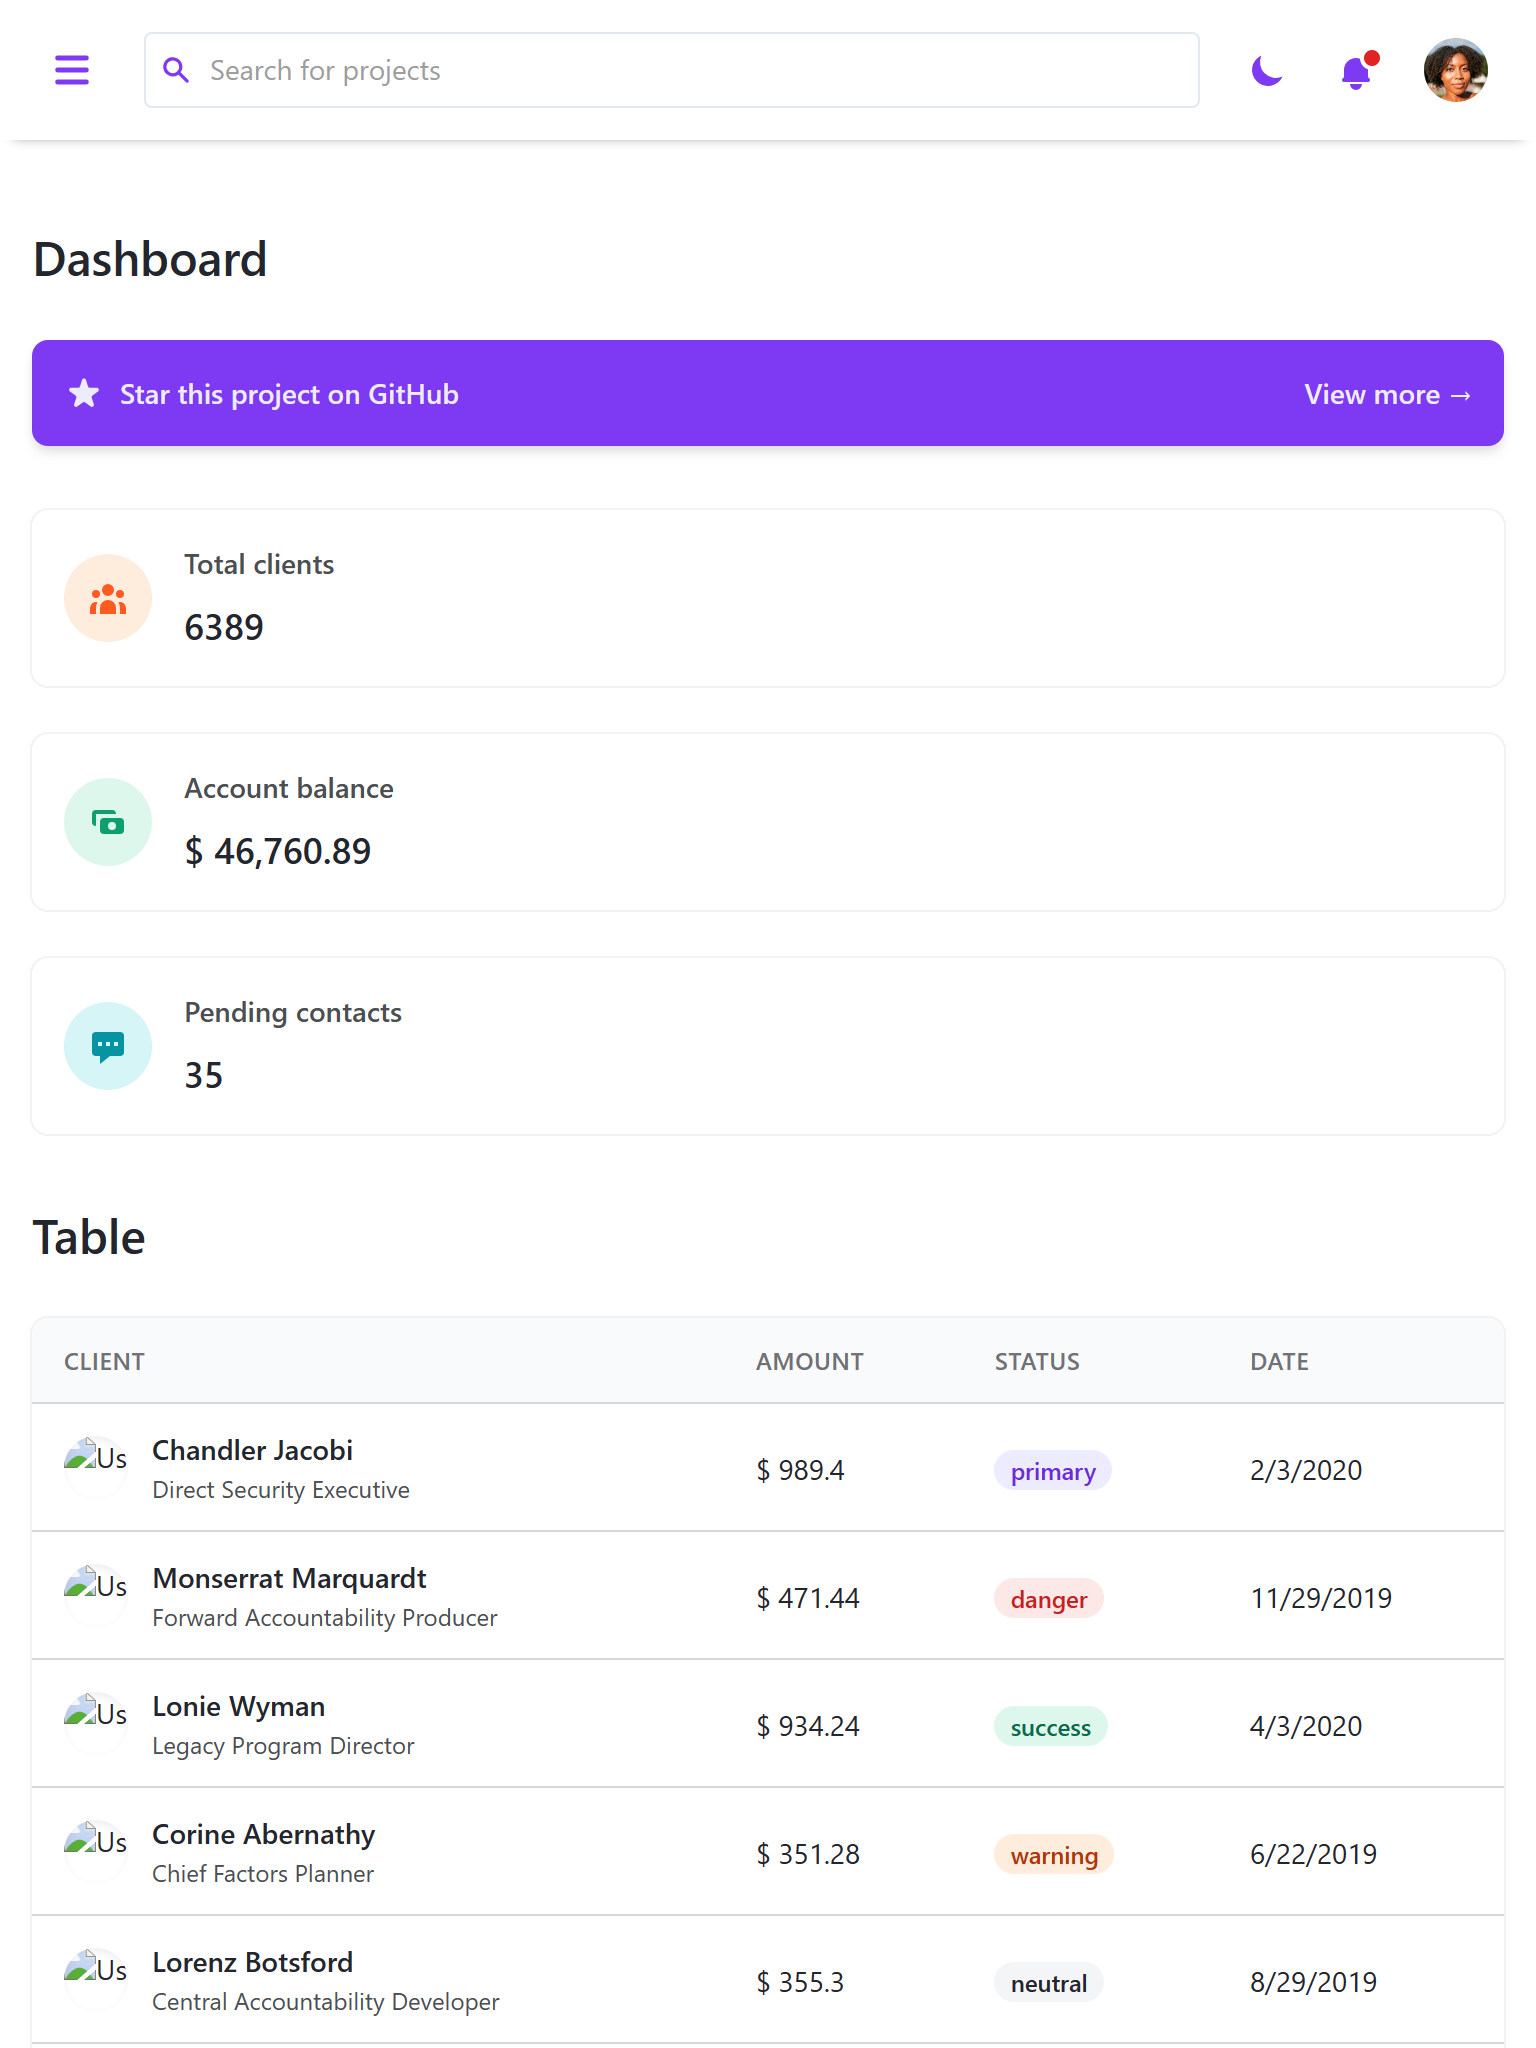 Search for projects
Dashboard
Star this project on GitHub
View more →
Total clients
6389
Account balance
$ 46,760.89
Pending contacts
35
Table
CLIENT AMOUNT STATUS DATE
Us Chandler Jacobi
Direct Security Executive
$ 989.4 primary 2/3/2020
Us Monserrat Marquardt
Forward Accountability Producer
$ 471.44 danger 11/29/2019
Us Lonie Wyman
Legacy Program Director
$ 934.24 success 4/3/2020
Us Corine Abernathy
Chief Factors Planner
$ 351.28 warning 6/22/2019
Us Lorenz Botsford
Central Accountability Developer
$ 355.3 neutral 8/29/2019